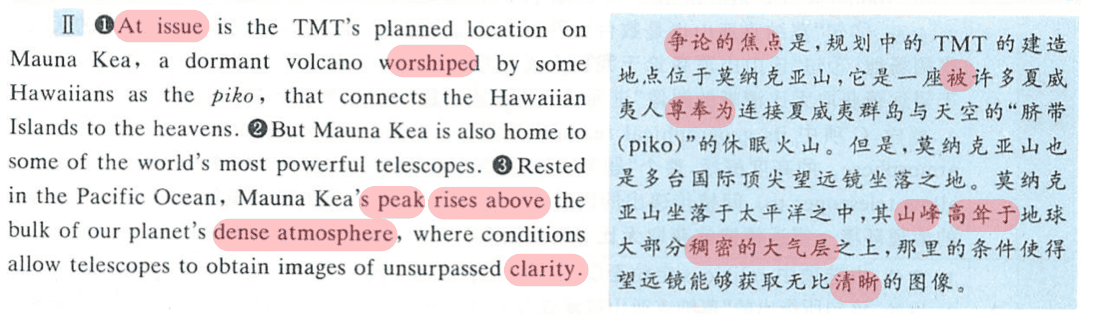 Ⅱ ❶At issue is the TMT's planned location on
Mauna Kea, a dormant volcano worshiped by some
Hawaiians as the piko, that connects the Hawaiian
Islands to the heavens. ❷But Mauna Kea is also home to
some of the world's most powerful telescopes. ❸Rested
in the Pacific Ocean, Mauna Kea's peak rises above the
bulk of our planet's dense atmosphere, where conditions
allow telescopes to obtain images of unsurpassed clarity.
争论的焦点是,规划中的 TMT 的建造
地点位于莫纳克亚山,它是一座被许多夏威
夷人尊奉为连接夏威夷群岛与天空的“脐带
(piko)”的休眠火山。但是,莫纳克亚山也
是多台国际顶尖望远镜坐落之地。莫纳克
亚山坐落于太平洋之中,其山峰高耸于地球
大部分稠密的大气层之上,那里的条件使得
望远镜能够获取无比清晰的图像。